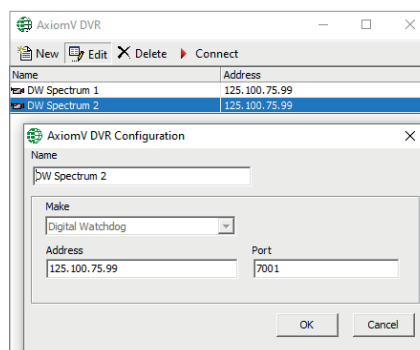 AxiomV DVR
New Edit Delete Connect
Name Address
DW Spectrum 1 125.100.75.99
DW Spectrum 2 125.100.75.99
AxiomV DVR Configuration
Name
DW Spectrum 2
Make
Digital Watchdog
Address Port
125.100.75.99 7001
OK Cancel